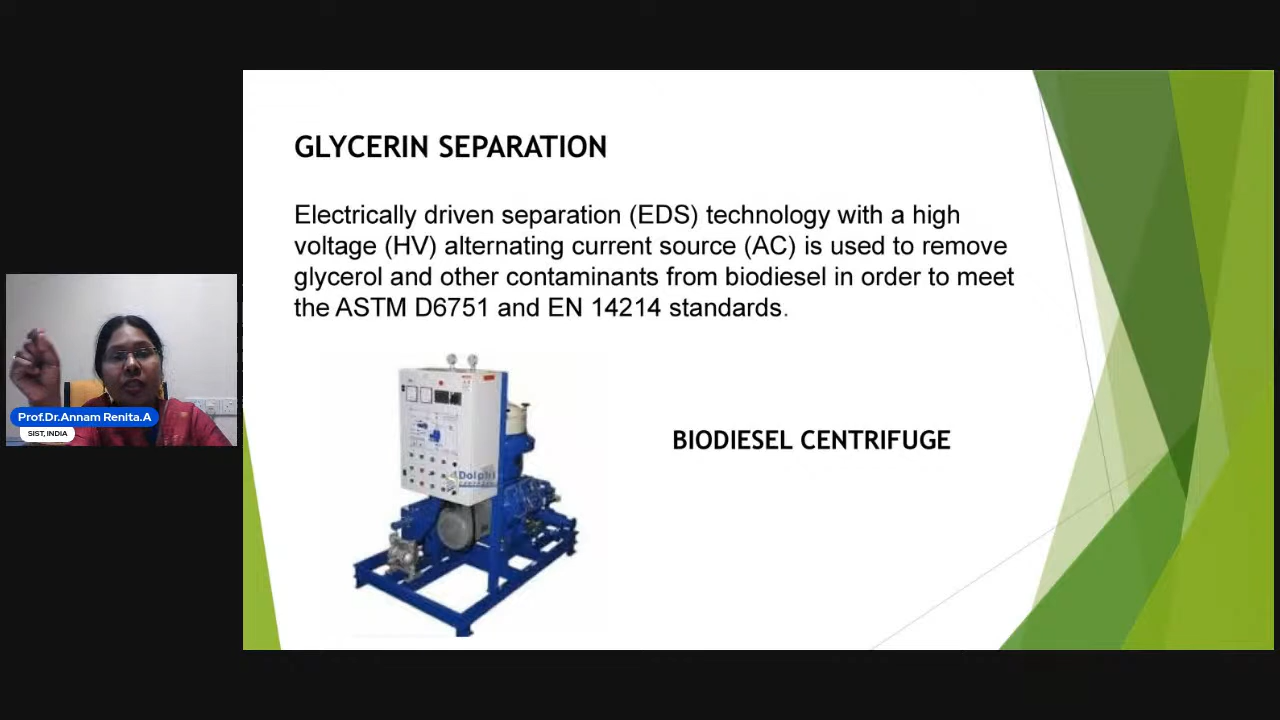 GLYCERIN SEPARATION
Electrically driven separation (EDS) technology with a high
voltage (HV) alternating current source (AC) is used to remove
glycerol and other contaminants from biodiesel in order to meet
the ASTM D6751 and EN 14214 standards.
Prof.Dr.Annam Renita.A
SIST, INDIA
BIODIESEL CENTRIFUGE
Dolphi